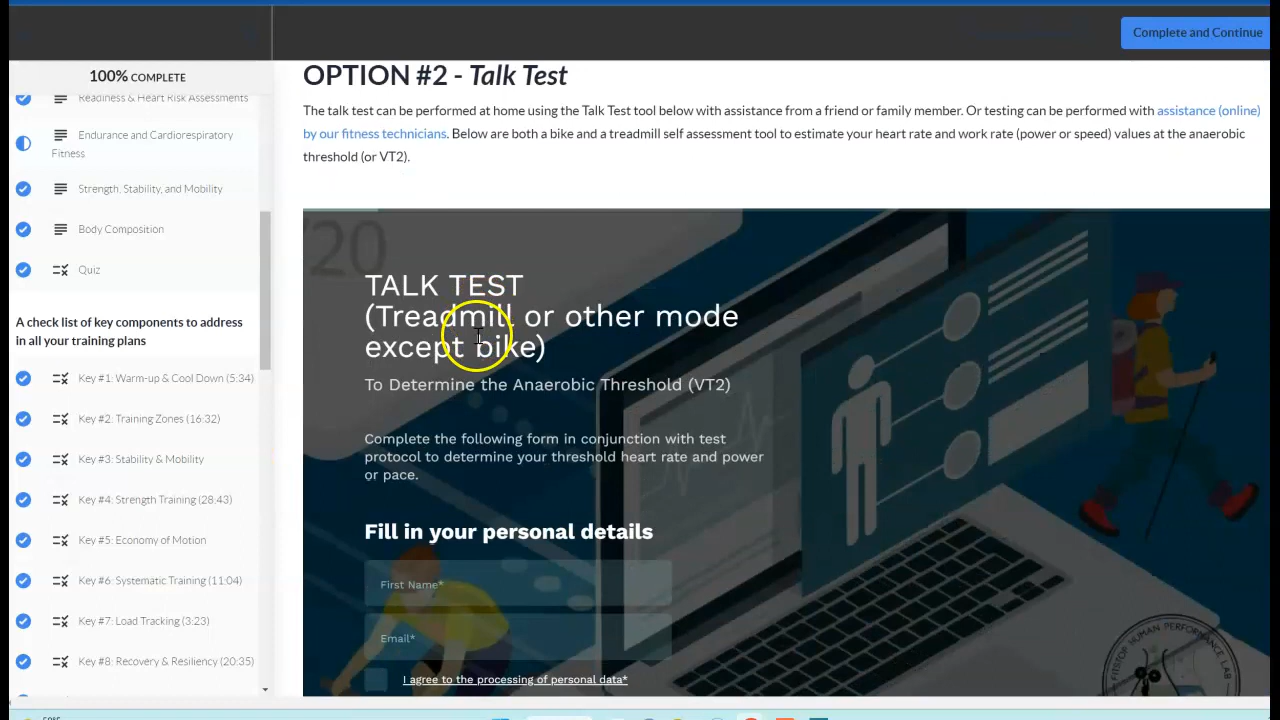 Complete and Continue
100% COMPLETE
Readiness & Heart Risk Assessments
Endurance and Cardiorespiratory
Fitness
Strength, Stability, and Mobility
Body Composition
Quiz
A check list of key components to address
in all your training plans
Key #1: Warm-up & Cool Down (5:34)
Key #2: Training Zones (16:32)
Key #3: Stability & Mobility
Key #4: Strength Training (28:43)
Key #5: Economy of Motion
Key #6: Systematic Training (11:04)
Key #7: Load Tracking (3:23)
Key #8: Recovery & Resiliency (20:35)
OPTION #2 - Talk Test
The talk test can be performed at home using the Talk Test tool below with assistance from a friend or family member. Or testing can be performed with assistance (online)
by our fitness technicians. Below are both a bike and a treadmill self assessment tool to estimate your heart rate and work rate (power or speed) values at the anaerobic
threshold (or VT2).
/20
TALK TEST
(Treadmill or other mode
except bike)
To Determine the Anaerobic Threshold (VT2)
Complete the following form in conjunction with test
protocol to determine your threshold heart rate and power
or pace.
Fill in your personal details
First Name*
Email*
I agree to the processing of personal data*
FITSTOP HUMAN PERFORMANCE LAB